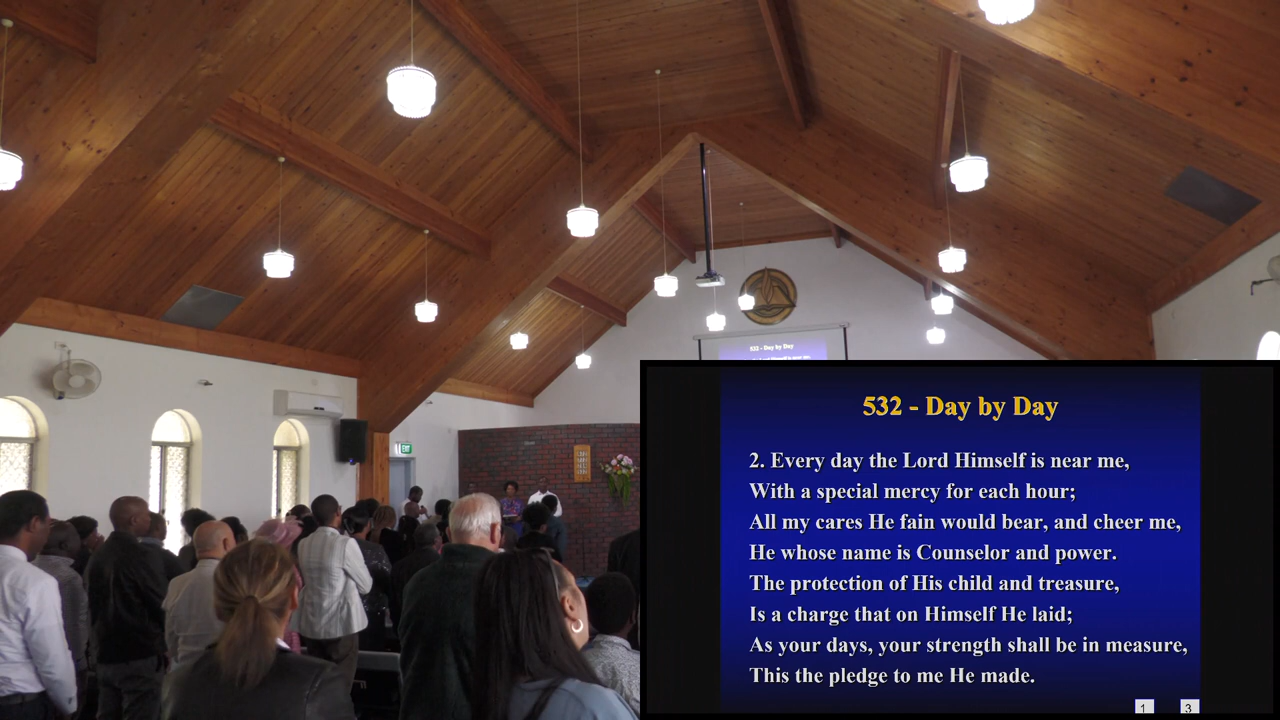 532 - Day by Day
EXIT
532 - Day by Day
2. Every day the Lord Himself is near me,
With a special mercy for each hour;
All my cares He fain would bear, and cheer me,
He whose name is Counselor and power.
The protection of His child and treasure,
Is a charge that on Himself He laid;
As your days, your strength shall be in measure,
This the pledge to me He made.
1 3